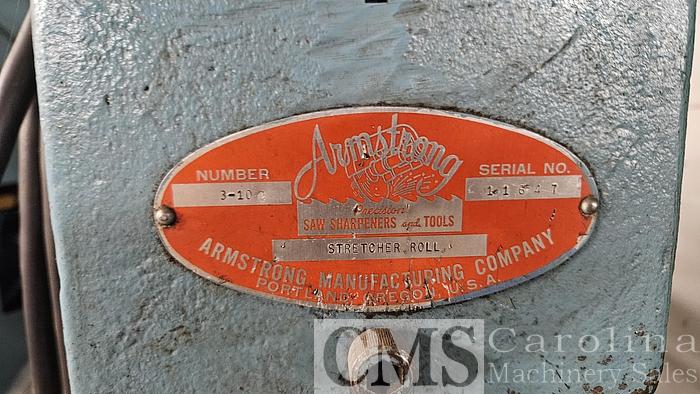 Armstrong
NUMBER
3-10
SERIAL NO.
11647
Precision
SAW SHARPENERS and TOOLS
STRETCHER ROLL
ARMSTRONG MANUFACTURING COMPANY
PORTLAND, OREGON, U.S.A.
CMS Carolina
Machinery Sales